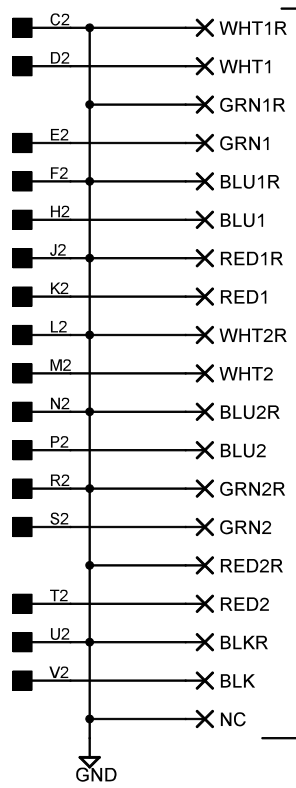 C2 WHT1R
D2 WHT1
GRN1R
E2 GRN1
F2 BLU1R
H2 BLU1
J2 RED1R
K2 RED1
L2 WHT2R
M2 WHT2
N2 BLU2R
P2 BLU2
R2 GRN2R
S2 GRN2
RED2R
T2 RED2
U2 BLKR
V2 BLK
NC
GND